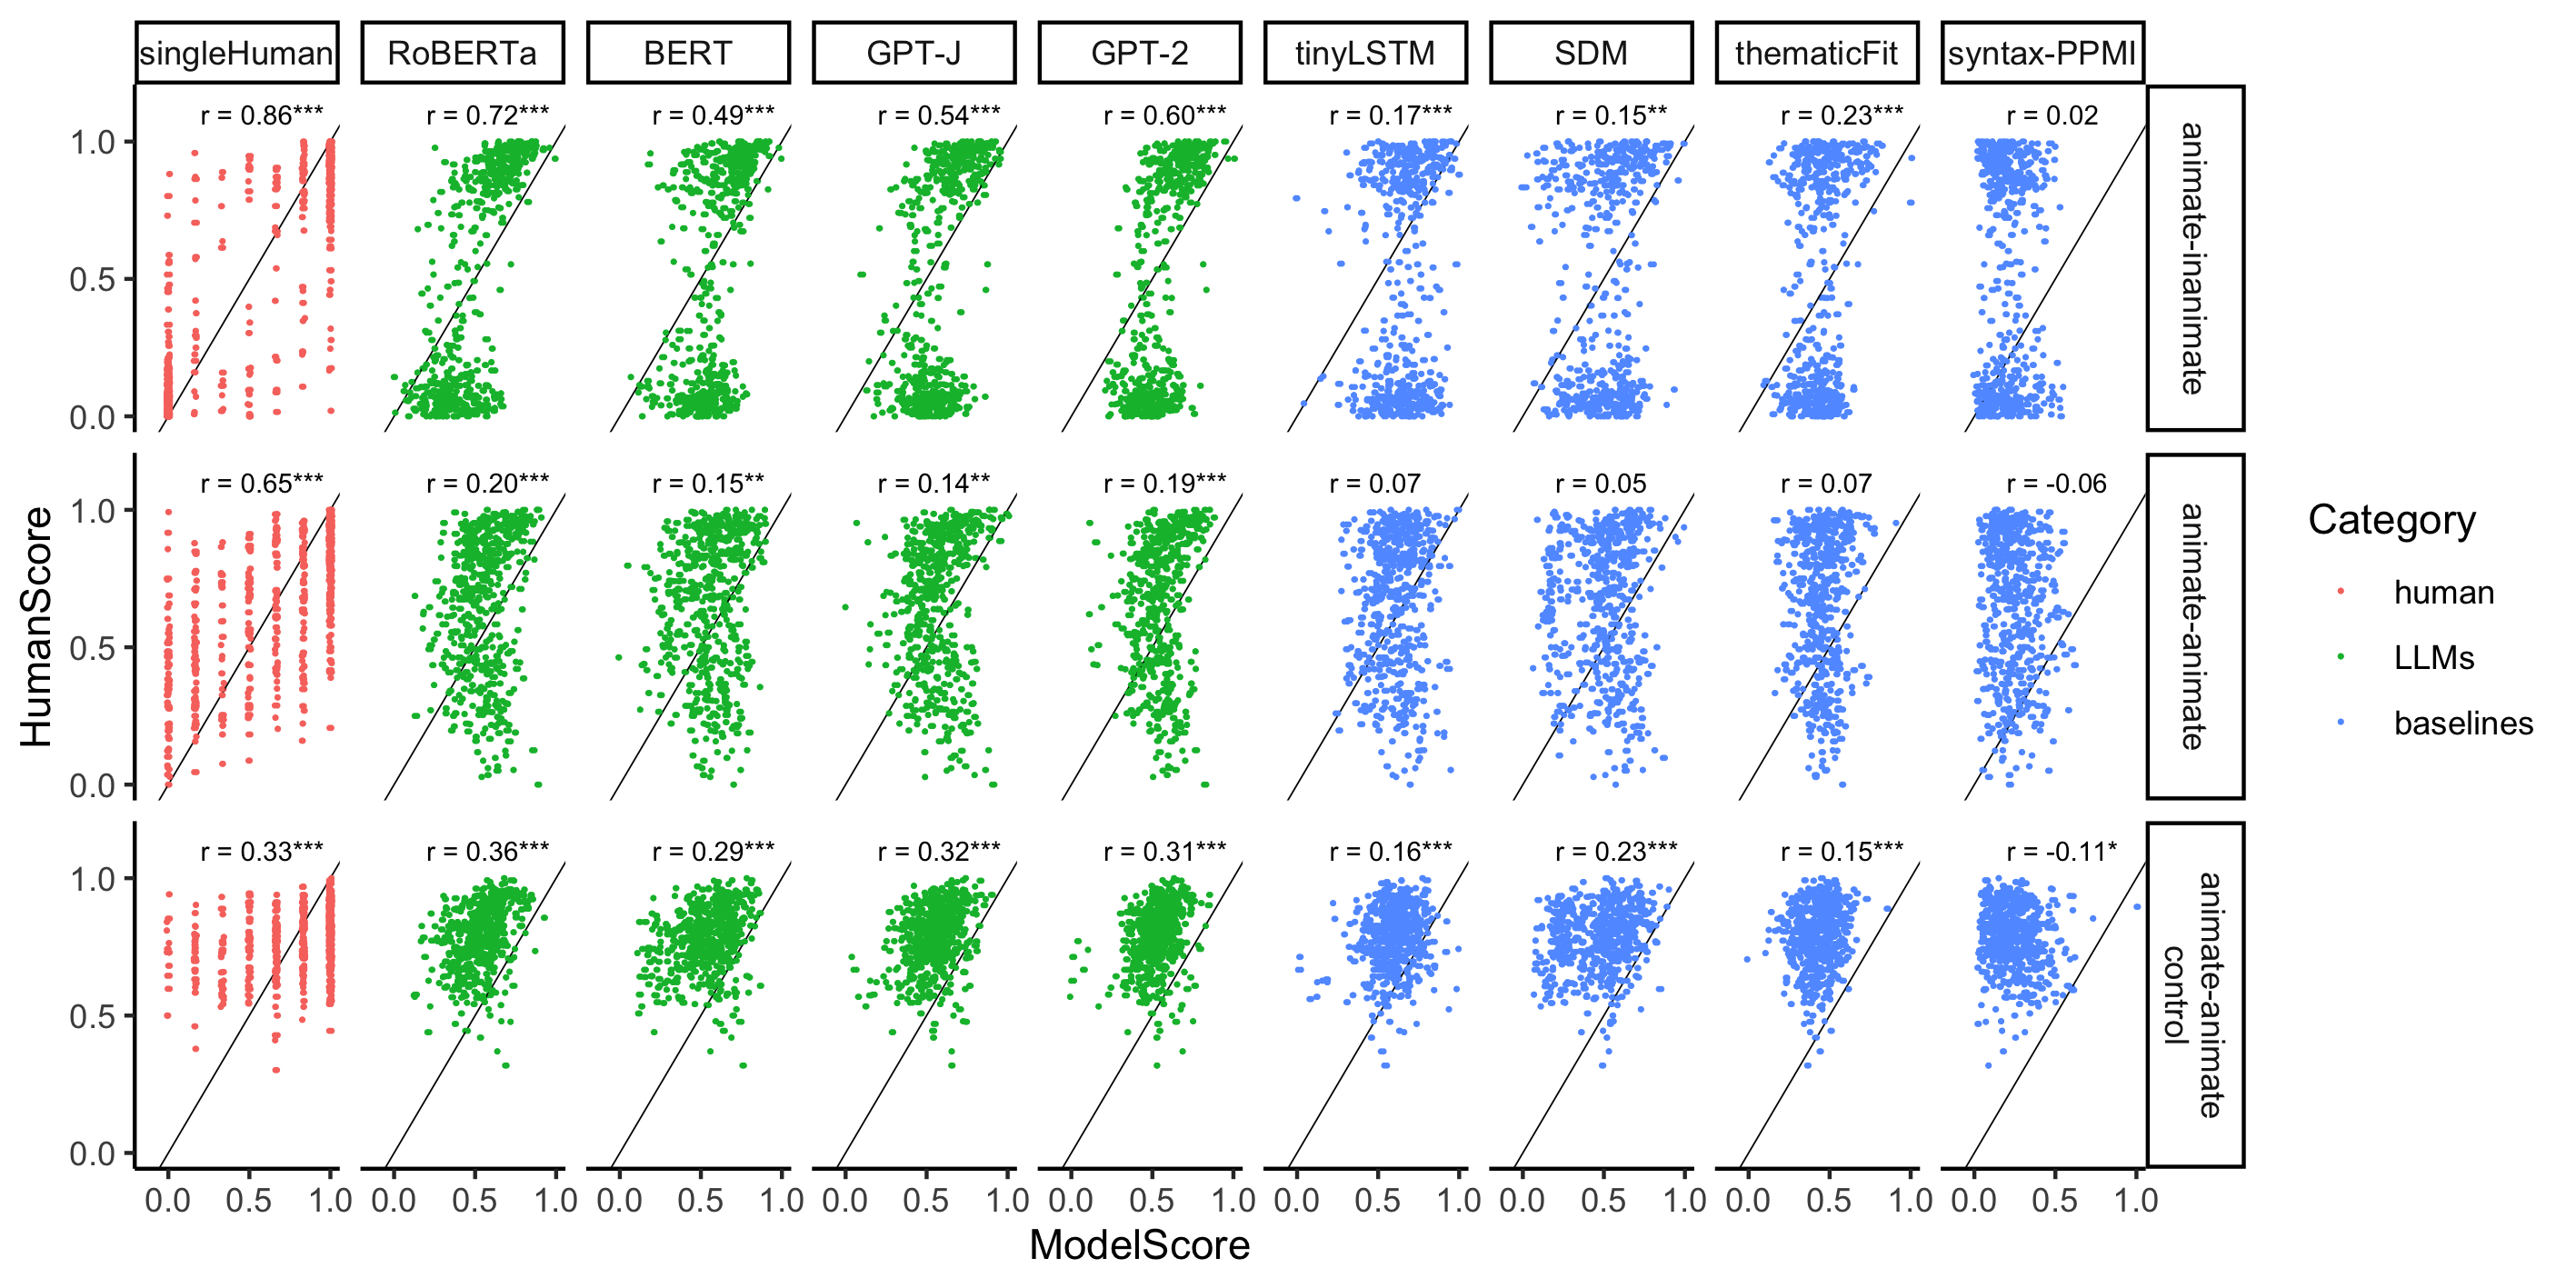 singleHuman RoBERTa BERT GPT-J GPT-2 tinyLSTM SDM thematicFit syntax-PPMI
r = 0.86*** r = 0.72*** r = 0.49*** r = 0.54*** r = 0.60*** r = 0.17*** r = 0.15** r = 0.23*** r = 0.02
1.0
0.5
0.0
animate-inanimate
r = 0.65*** r = 0.20*** r = 0.15** r = 0.14** r = 0.19*** r = 0.07 r = 0.05 r = 0.07 r = -0.06
1.0
0.5
0.0
animate-animate
r = 0.33*** r = 0.36*** r = 0.29*** r = 0.32*** r = 0.31*** r = 0.16*** r = 0.23*** r = 0.15*** r = -0.11*
1.0
0.5
0.0
animate-animate
control
HumanScore
0.0 0.5 1.0 0.0 0.5 1.0 0.0 0.5 1.0 0.0 0.5 1.0 0.0 0.5 1.0 0.0 0.5 1.0 0.0 0.5 1.0 0.0 0.5 1.0 0.0 0.5 1.0
ModelScore
Category
human
LLMs
baselines